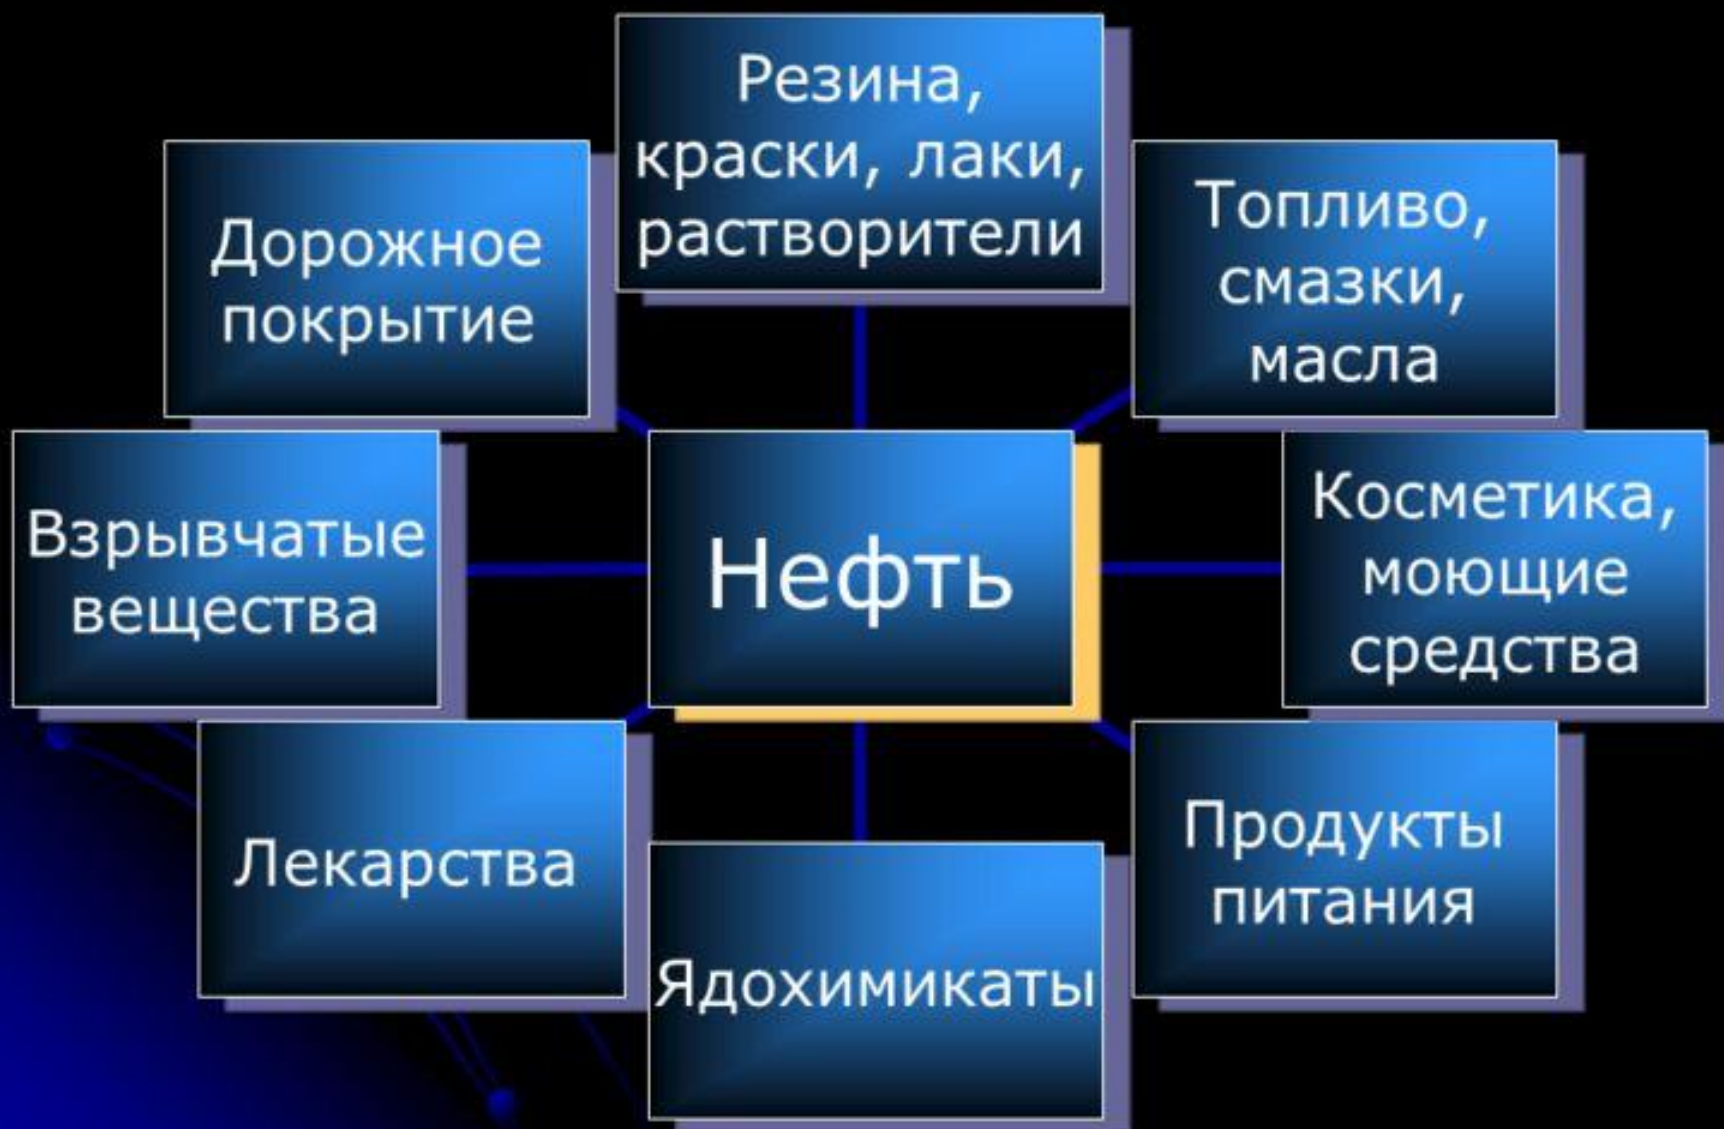 Резина,
краски, лаки,
растворители
Дорожное
покрытие
Топливо,
смазки,
масла
Взрывчатые
вещества
Нефть
Косметика,
моющие
средства
Лекарства
Ядохимикаты
Продукты
питания